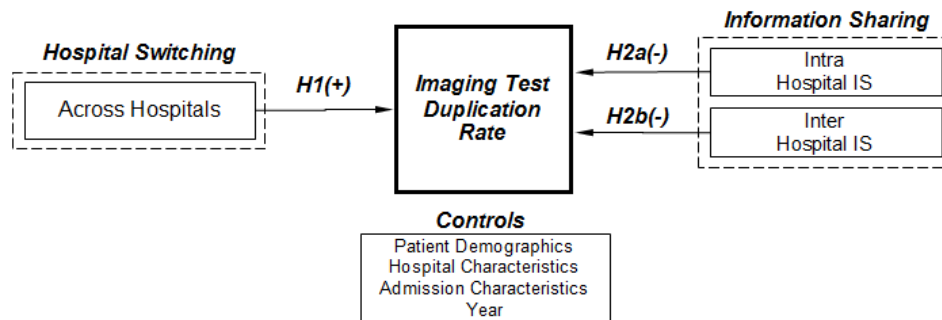 Hospital Switching
Across Hospitals
H1(+)
Imaging Test
Duplication
Rate
Information Sharing
H2a(-)
Intra
Hospital IS
H2b(-)
Inter
Hospital IS
Controls
Patient Demographics
Hospital Characteristics
Admission Characteristics
Year